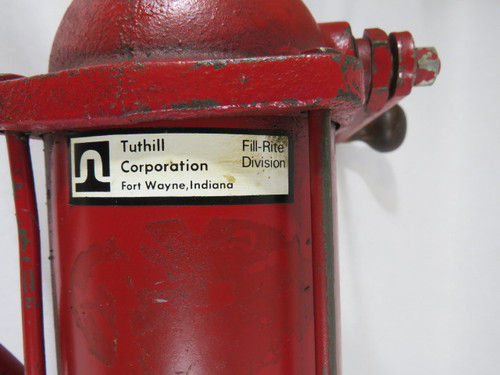 Tuthill
Corporation
Fort Wayne,Indiana
Fill-Rite
Division